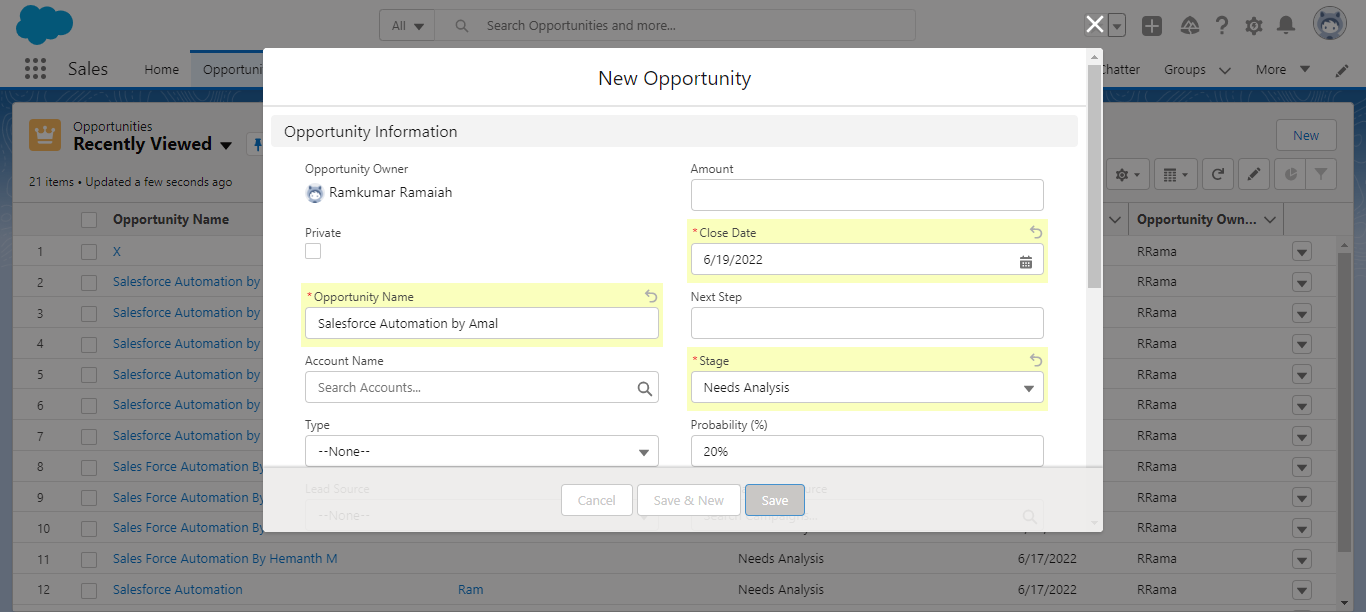 All
Search Opportunities and more...
Sales
Home
Opportuni
Chatter
Groups
More
Opportunities
Recently Viewed
21 items • Updated a few seconds ago
New
Opportunity Name
Opportunity Own...
1 X RRama
2 Salesforce Automation by RRama
3 Salesforce Automation by RRama
4 Salesforce Automation by RRama
5 Salesforce Automation by RRama
6 Salesforce Automation by RRama
7 Salesforce Automation by RRama
8 Sales Force Automation By RRama
9 Sales Force Automation By RRama
10 Sales Force Automation By RRama
11 Sales Force Automation By Hemanth M Needs Analysis 6/17/2022 RRama
12 Salesforce Automation Ram Needs Analysis 6/17/2022 RRama
New Opportunity
Opportunity Information
Opportunity Owner
Ramkumar Ramaiah
Amount
Private
*Close Date
6/19/2022
*Opportunity Name
Salesforce Automation by Amal
Next Step
Account Name
Search Accounts...
*Stage
Needs Analysis
Type
--None--
Probability (%)
20%
Lead Source
--None--
Cancel
Save & New
Save